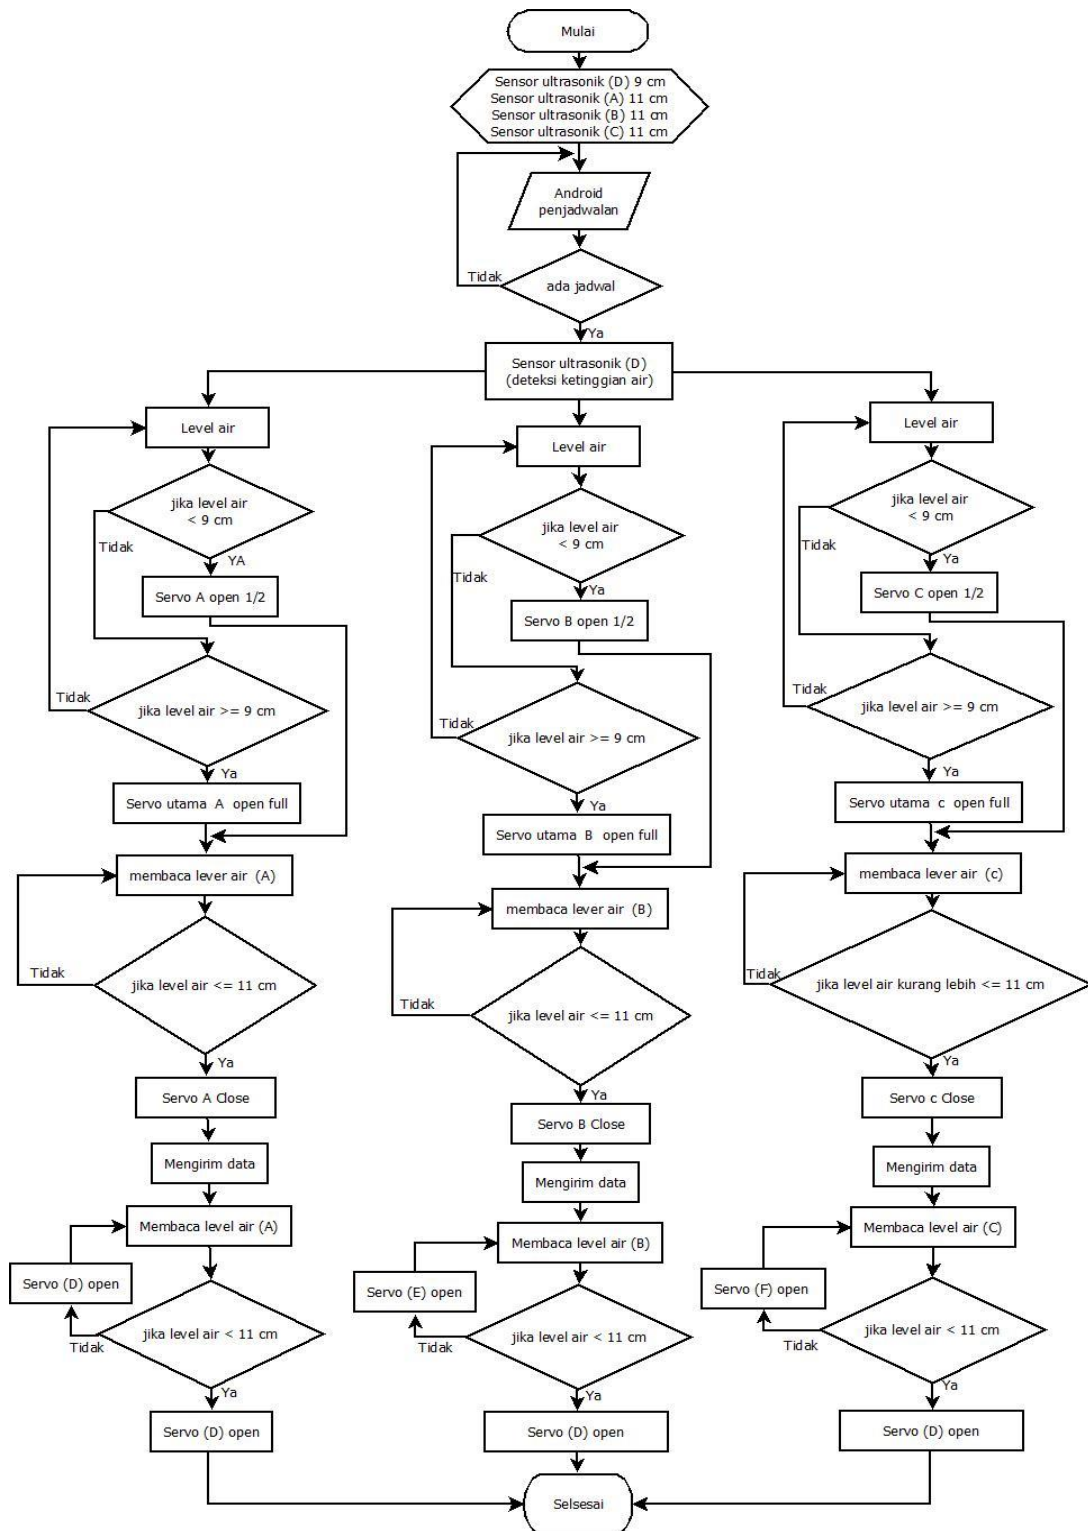 Mulai
Sensor ultrasonik (D) 9 cm
Sensor ultrasonik (A) 11 cm
Sensor ultrasonik (B) 11 cm
Sensor ultrasonik (C) 11 cm
Android
penjadwalan
Tidak
ada jadwal
Ya
Sensor ultrasonik (D)
(deteksi ketinggian air)
Level air
jika level air
< 9 cm
Tidak
YA
Servo A open 1/2
Tidak
jika level air >= 9 cm
Ya
Servo utama A open full
membaca lever air (A)
Tidak
jika level air <= 11 cm
Ya
Servo A Close
Mengirim data
Membaca level air (A)
Servo (D) open
jika level air < 11 cm
Tidak
Ya
Servo (D) open
Level air
jika level air
< 9 cm
Tidak
Ya
Servo B open 1/2
Tidak
jika level air >= 9 cm
Ya
Servo utama B open full
membaca lever air (B)
Tidak
jika level air <= 11 cm
Ya
Servo B Close
Mengirim data
Membaca level air (B)
Servo (E) open
jika level air < 11 cm
Tidak
Ya
Servo (D) open
Level air
jika level air
< 9 cm
Tidak
Ya
Servo C open 1/2
Tidak
jika level air >= 9 cm
Ya
Servo utama c open full
membaca lever air (c)
Tidak
jika level air kurang lebih <= 11 cm
Ya
Servo c Close
Mengirim data
Membaca level air (C)
Servo (F) open
jika level air < 11 cm
Tidak
Ya
Servo (D) open
Selsesai